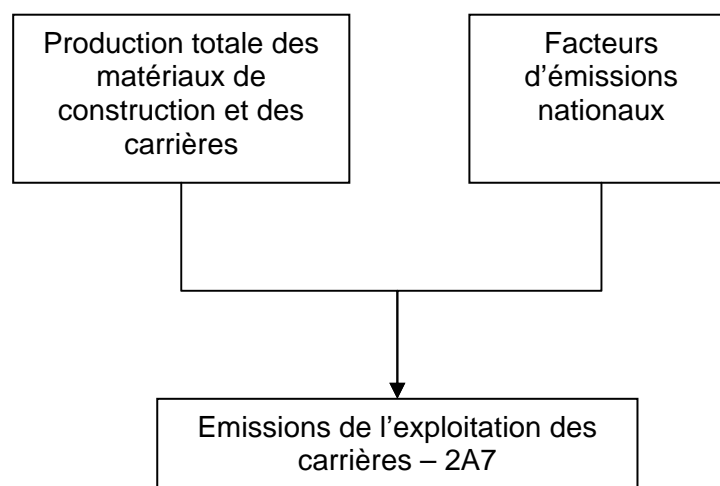 Production totale des
matériaux de
construction et des
carrières
Facteurs
d’émissions
nationaux
Emissions de l’exploitation des
carrières – 2A7